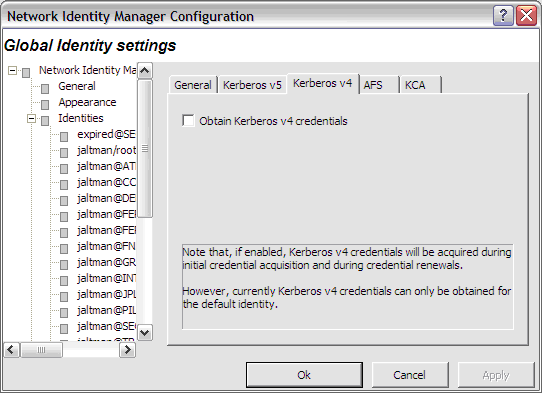 Network Identity Manager Configuration
Global Identity settings
Network Identity Ma
General
Appearance
Identities
expired@SE
jaltman/root
jaltman@AT
jaltman@CC
jaltman@DE
jaltman@FEI
jaltman@FEI
jaltman@FN
jaltman@GR
jaltman@INT
jaltman@JPL
jaltman@PIL
jaltman@SE
General
Kerberos v5
Kerberos v4
AFS
KCA
Obtain Kerberos v4 credentials
Note that, if enabled, Kerberos v4 credentials will be acquired during
initial credential acquisition and during credential renewals.
However, currently Kerberos v4 credentials can only be obtained for
the default identity.
Ok
Cancel
Apply